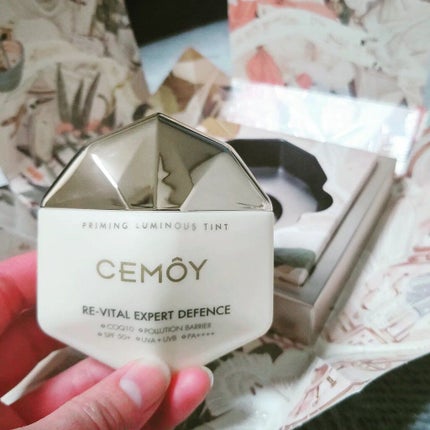 PRIMING LUMINOUS TINT
CEMÔY
RE-VITAL EXPERT DEFENCE
COQ10 POLLUTION BARRIER
SPF 50+ UVA + UVB PA++++